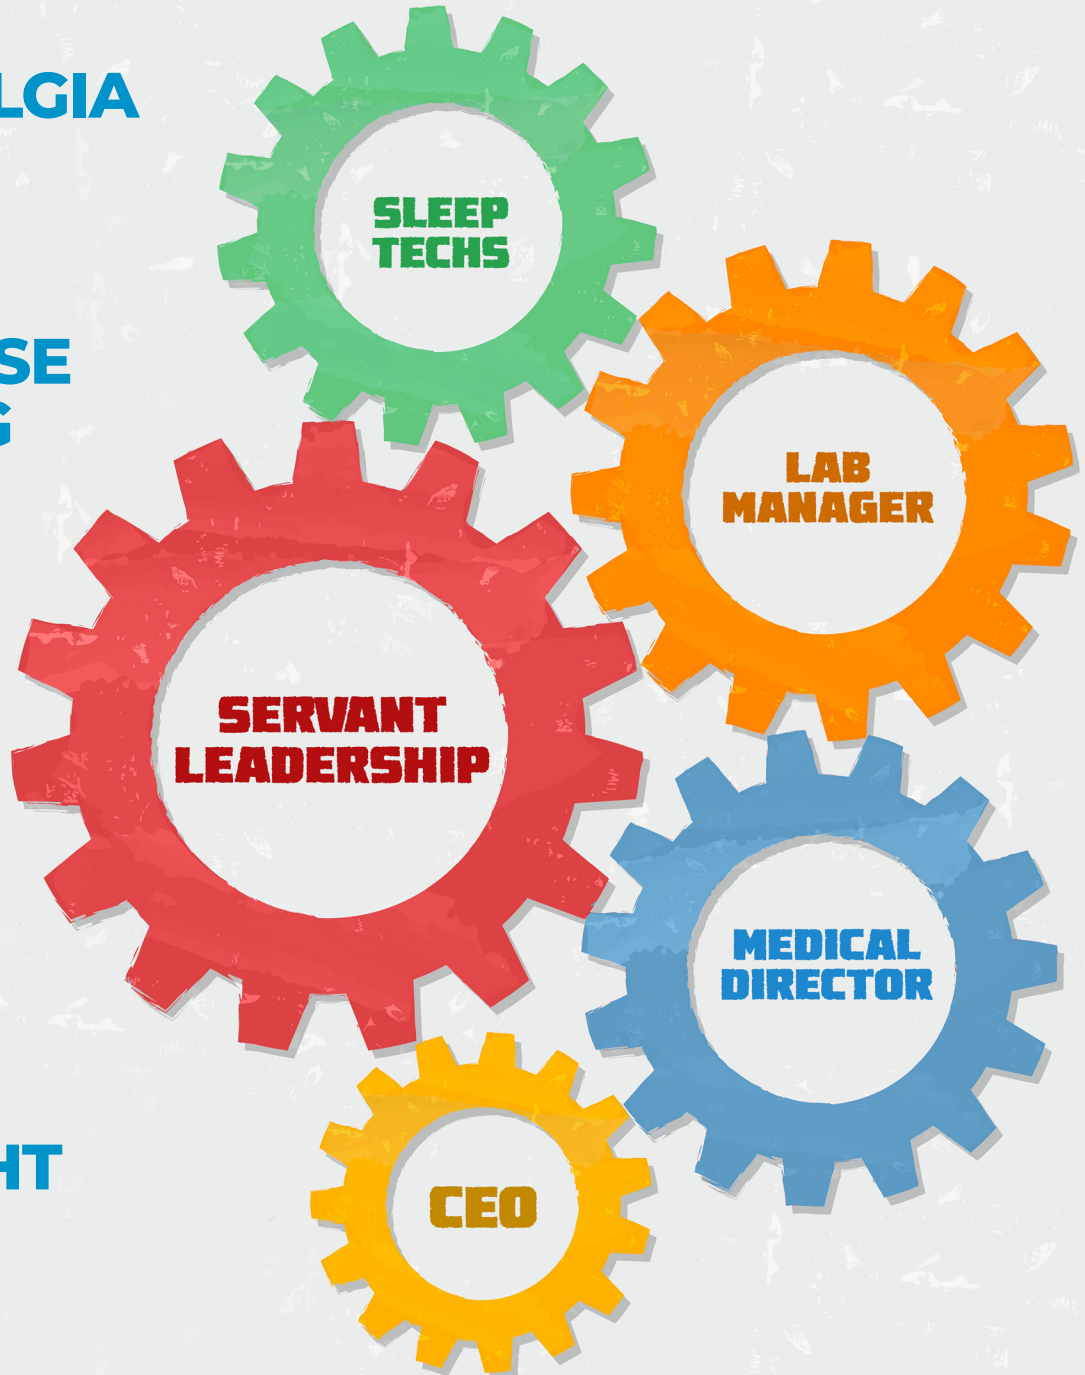 LGIA
SLEEP
TECHS
SE
G
LAB
MANAGER
SERVANT
LEADERSHIP
MEDICAL
DIRECTOR
HT
CEO